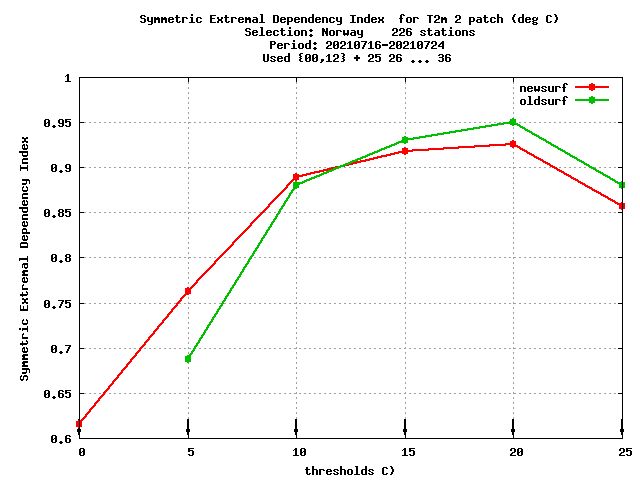 Symmetric Extremal Dependency Index  for T2m 2 patch (deg C)
Selection: Norway    226 stations
Period: 20210716-20210724
Used {00,12} + 25 26 ... 36
newsurf
oldsurf
Symmetric Extremal Dependency Index
1
0.95
0.9
0.85
0.8
0.75
0.7
0.65
0.6
0 5 10 15 20 25
thresholds C)